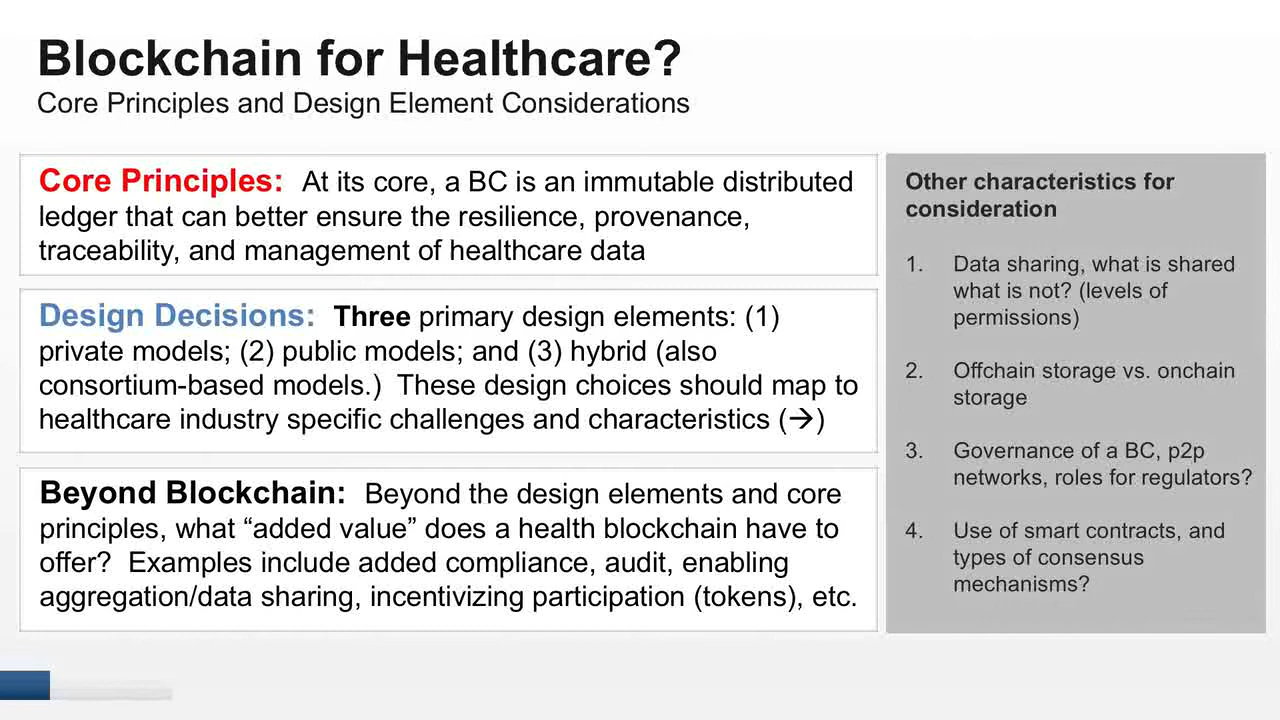 Blockchain for Healthcare?
Core Principles and Design Element Considerations
Core Principles: At its core, a BC is an immutable distributed
ledger that can better ensure the resilience, provenance,
traceability, and management of healthcare data
Design Decisions: Three primary design elements: (1)
private models; (2) public models; and (3) hybrid (also
consortium-based models.) These design choices should map to
healthcare industry specific challenges and characteristics (→)
Beyond Blockchain: Beyond the design elements and core
principles, what “added value” does a health blockchain have to
offer? Examples include added compliance, audit, enabling
aggregation/data sharing, incentivizing participation (tokens), etc.
Other characteristics for
consideration
1. Data sharing, what is shared
what is not? (levels of
permissions)
2. Offchain storage vs. onchain
storage
3. Governance of a BC, p2p
networks, roles for regulators?
4. Use of smart contracts, and
types of consensus
mechanisms?